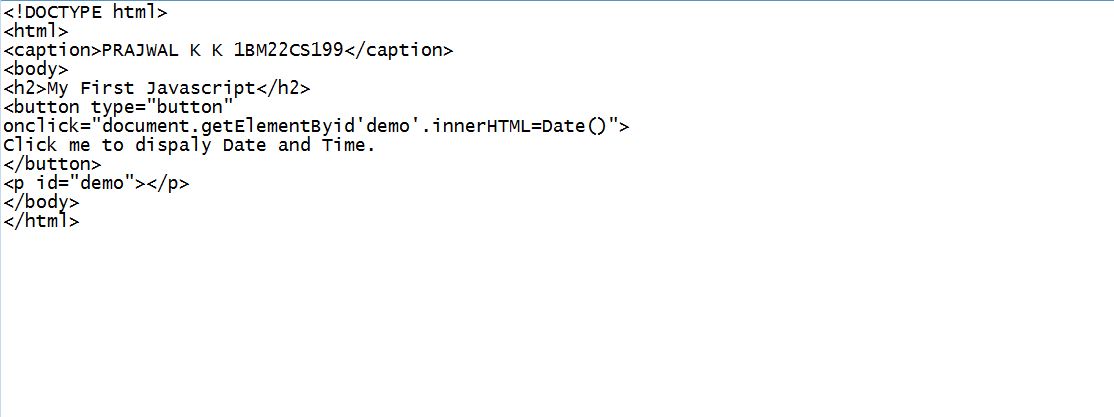 <!DOCTYPE html>
<html>
<caption>PRAJWAL K K 1BM22CS199</caption>
<body>
<h2>My First Javascript</h2>
<button type="button"
onclick="document.getElementByid'demo'.innerHTML=Date()">
Click me to dispaly Date and Time.
</button>
<p id="demo"></p>
</body>
</html>